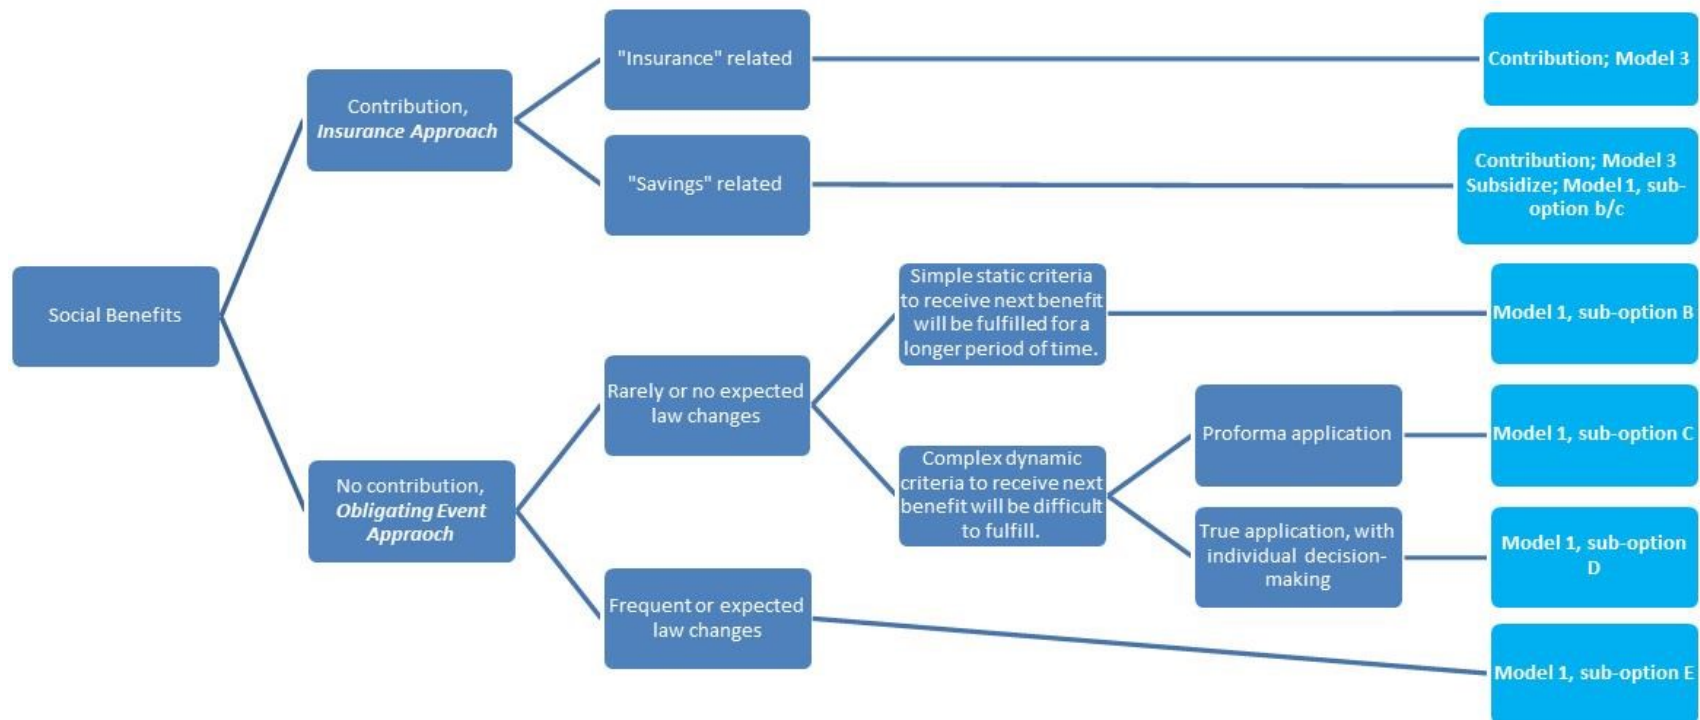 "Insurance" related
Contribution; Model 3
Contribution,
Insurance Approach
Contribution; Model 3
Subsidize; Model 1, sub-
option b/c
"Savings" related
Social Benefits
Simple static criteria
to receive next benefit
will be fulfilled for a
longer period of time.
Model 1, sub-option B
Rarely or no expected
law changes
Proforma application
Model 1, sub-option C
Complex dynamic
criteria to receive next
benefit will be difficult
to fulfill.
No contribution,
Obligating Event
Appraoch
True application, with
individual decision-
making
Model 1, sub-option
D
Frequent or expected
law changes
Model 1, sub-option E